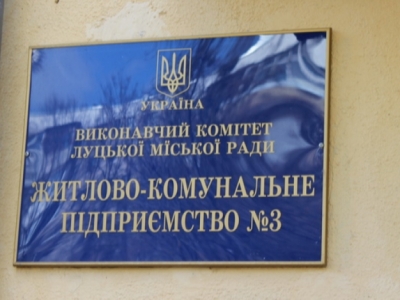 УКРАЇНА
ВИКОНАВЧИЙ КОМІТЕТ
ЛУЦЬКОЇ МІСЬКОЇ РАДИ
ЖИТЛОВО-КОМУНАЛЬНЕ
ПІДПРИЄМСТВО №3